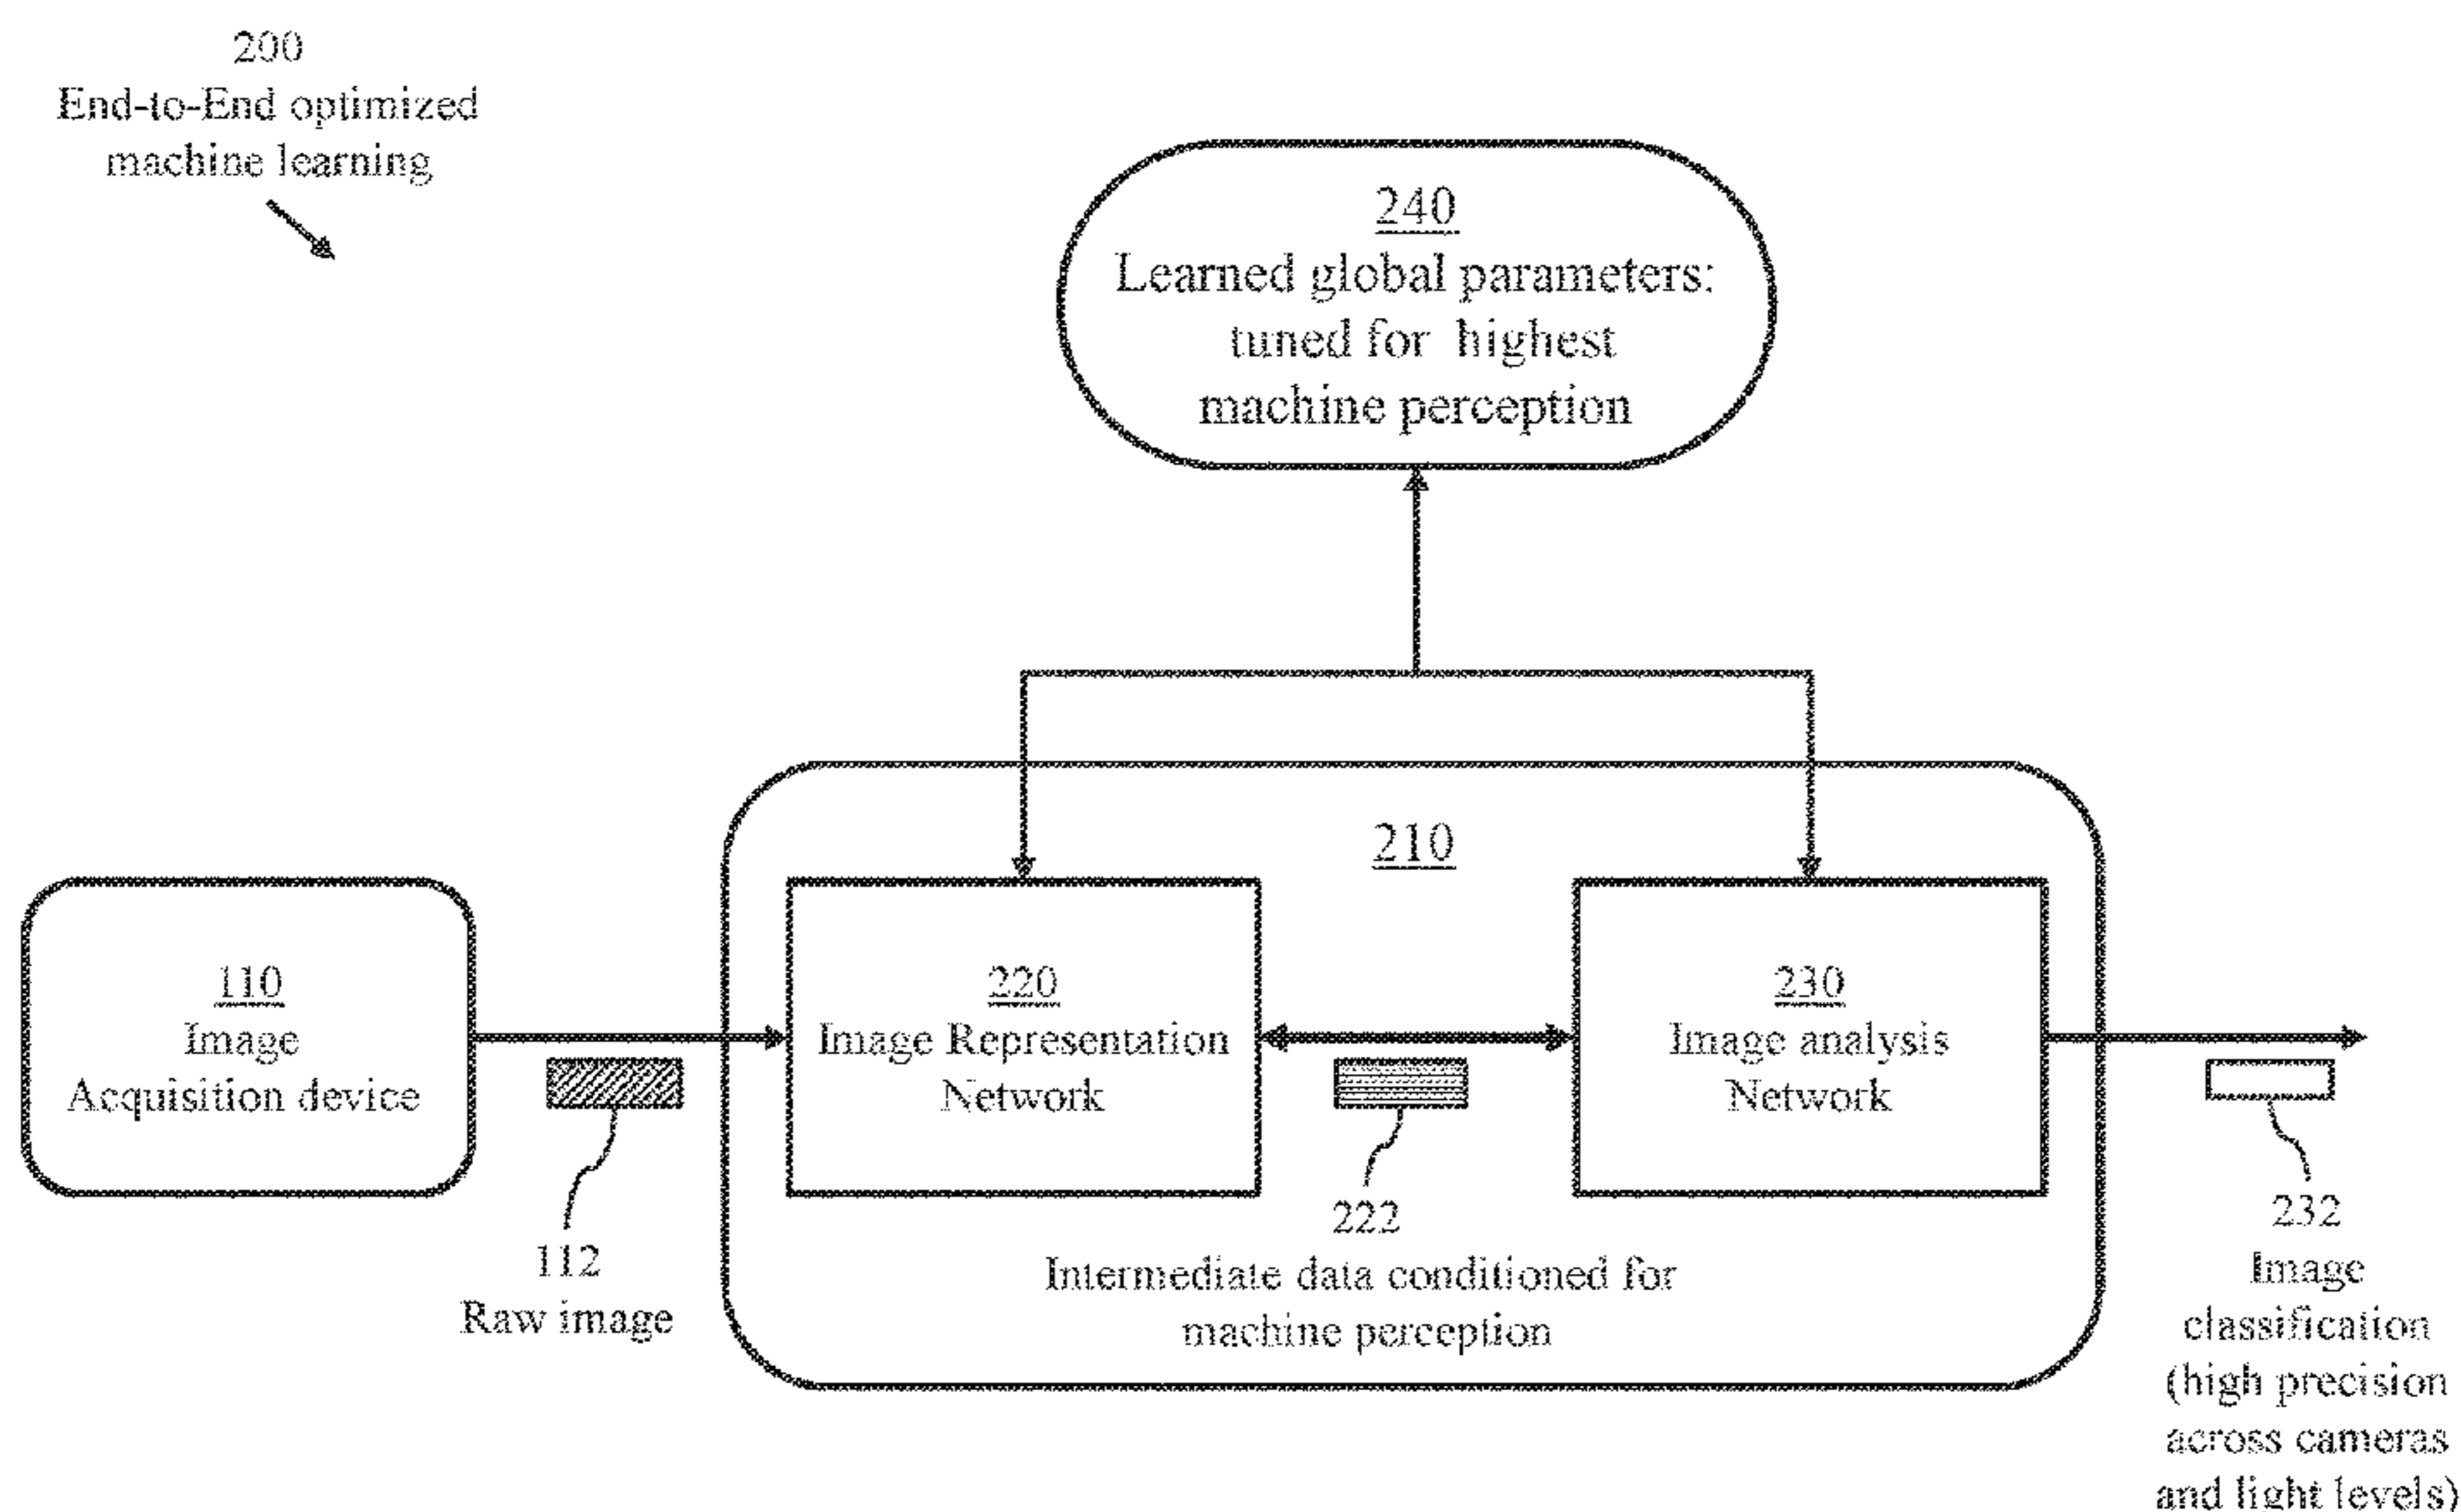 200
End-to-End optimized
machine learning
240
Learned global parameters:
tuned for highest
machine perception
210
110
Image
Acquisition device
220
Image Representation
Network
230
Image analysis
Network
112
Raw image
222
Intermediate data conditioned for
machine perception
232
Image
classification
(high precision
across cameras
and light levels)